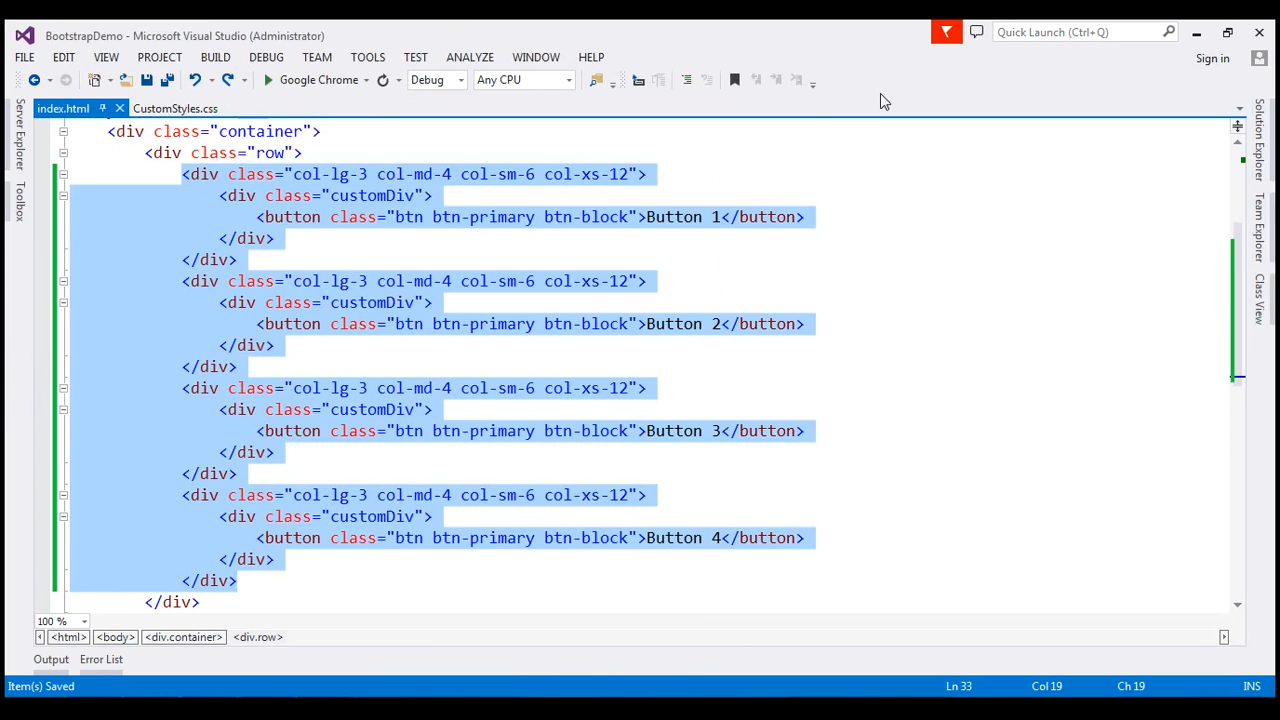 BootstrapDemo - Microsoft Visual Studio (Administrator)
Quick Launch (Ctrl+Q)
FILE EDIT VIEW PROJECT BUILD DEBUG TEAM TOOLS TEST ANALYZE WINDOW HELP
Sign in
Google Chrome Debug Any CPU
index.html CustomStyles.css
Server Explorer
Toolbox
<div class="container">
<div class="row">
<div class="col-lg-3 col-md-4 col-sm-6 col-xs-12">
<div class="customDiv">
<button class="btn btn-primary btn-block">Button 1</button>
</div>
</div>
<div class="col-lg-3 col-md-4 col-sm-6 col-xs-12">
<div class="customDiv">
<button class="btn btn-primary btn-block">Button 2</button>
</div>
</div>
<div class="col-lg-3 col-md-4 col-sm-6 col-xs-12">
<div class="customDiv">
<button class="btn btn-primary btn-block">Button 3</button>
</div>
</div>
<div class="col-lg-3 col-md-4 col-sm-6 col-xs-12">
<div class="customDiv">
<button class="btn btn-primary btn-block">Button 4</button>
</div>
</div>
</div>
Solution Explorer
Team Explorer
Class View
100 %
<html> <body> <div.container> <div.row>
Output Error List
Item(s) Saved Ln 33 Col 19 Ch 19 INS